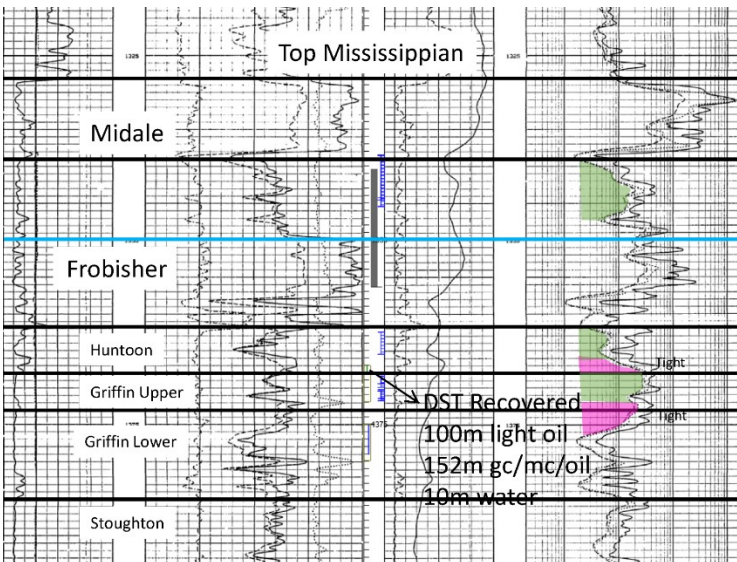 1325
1325
Top Mississippian
Midale
Frobisher
Huntoon
Tight
Griffin Upper
DST Recovered
Tight
100m light oil
Griffin Lower
152m gc/mc/oil
10m water
Stoughton